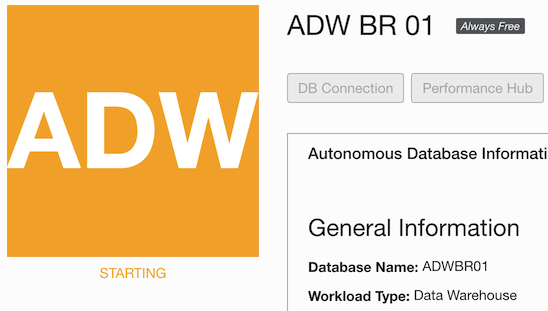 ADW
STARTING
ADW BR 01 Always Free
DB Connection Performance Hub
Autonomous Database Informati
General Information
Database Name: ADWBR01
Workload Type: Data Warehouse